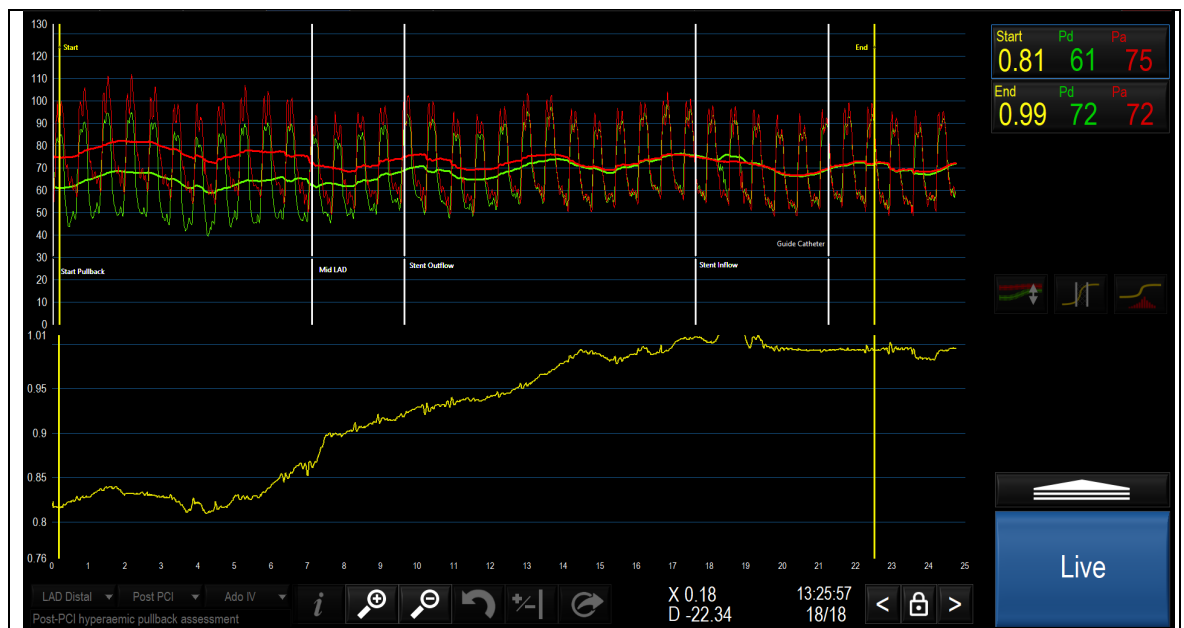 130
120
110
100
90
80
70
60
50
40
30
20
10
0
Start
End
Start Pullback
Mid LAD
Stent Outflow
Stent Inflow
Guide Catheter
Start Pd Pa
0.81 61 75
End Pd Pa
0.99 72 72
1.01
0.95
0.9
0.85
0.8
0.76
0 1 2 3 4 5 6 7 8 9 10 11 12 13 14 15 16 17 18 19 20 21 22 23 24 25
Live
LAD Distal Post PCI Ado IV
Post-PCI hyperaemic pullback assessment
i
+/-
X 0.18
D -22.34
13:25:57
18/18
< >